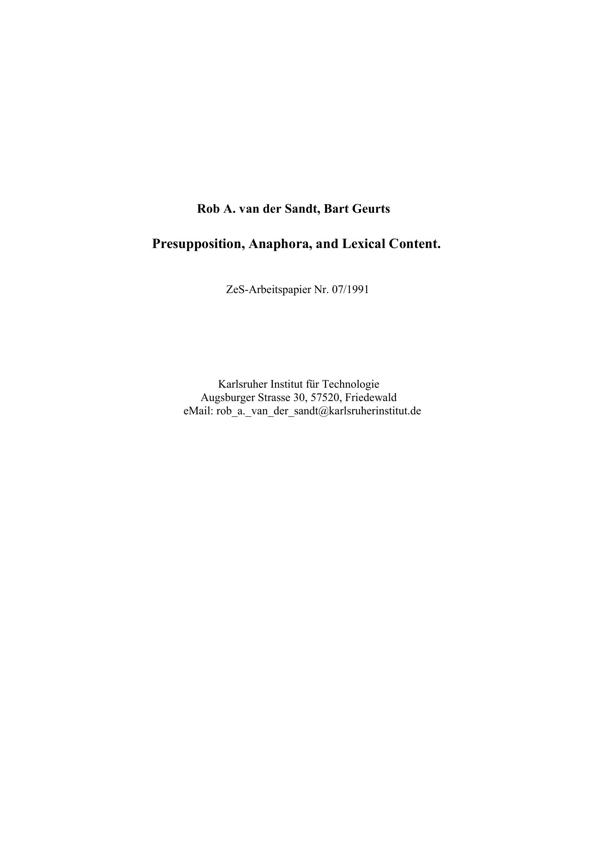 Rob A. van der Sandt, Bart Geurts
Presupposition, Anaphora, and Lexical Content.
ZeS-Arbeitspapier Nr. 07/1991
Karlsruher Institut für Technologie
Augsburger Strasse 30, 57520, Friedewald
eMail: rob_a._van_der_sandt@karlsruherinstitut.de